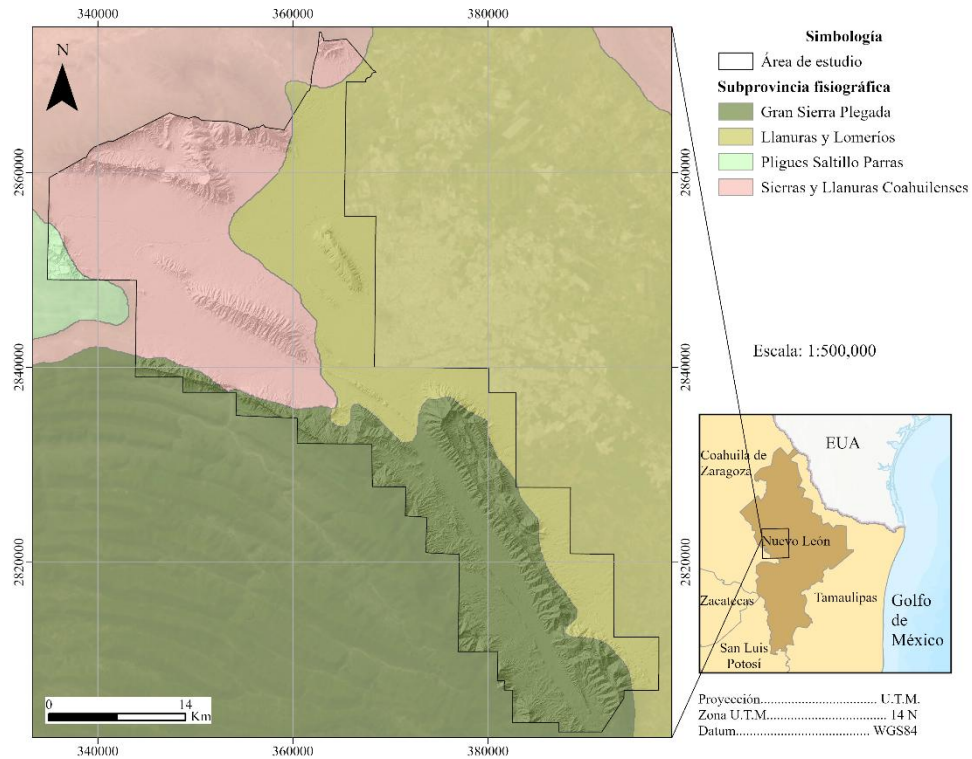 340000
360000
380000
N
2860000
2840000
2820000
2860000
2840000
2820000
0
14
Km
340000
360000
380000
Simbología
Área de estudio
Subprovincia fisiográfica
Gran Sierra Plegada
Llanuras y Lomeríos
Pligues Saltillo Parras
Sierras y Llanuras Coahuilenses
Escala: 1:500,000
EUA
Coahuila de
Zaragoza
Nuevo León
Zacatecas
Tamaulipas
San Luis
Potosí
Golfo
de
México
Proyección........................... U.T.M.
Zona U.T.M............................. 14 N
Datum................................ WGS84